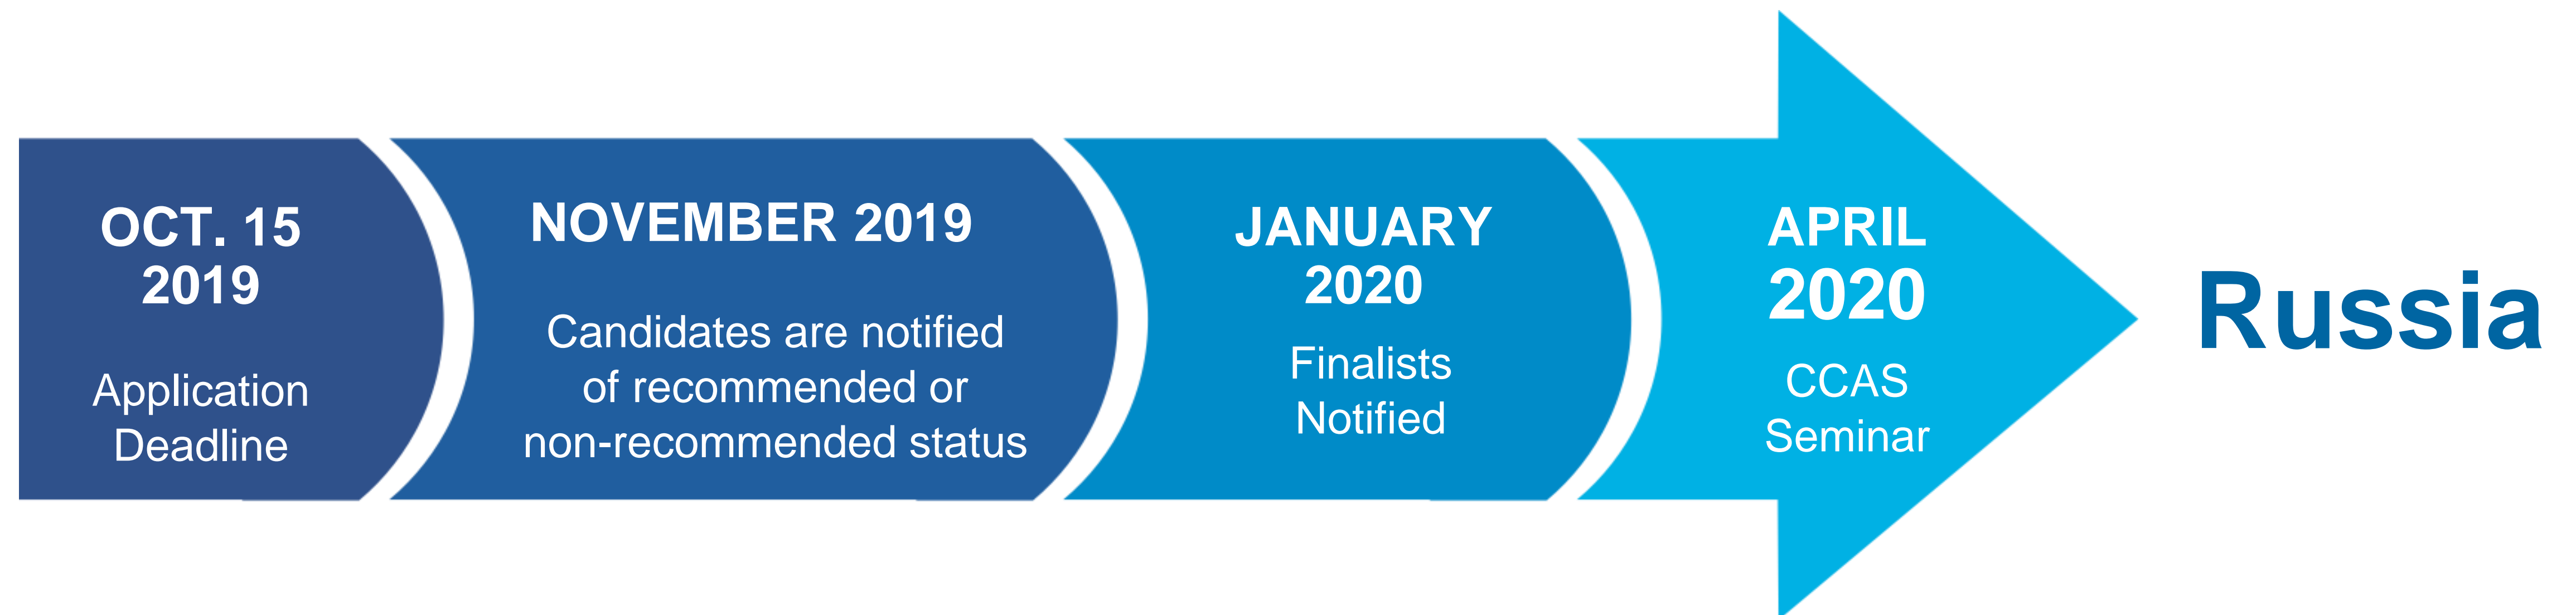 OCT. 15
2019
Application
Deadline
NOVEMBER 2019
Candidates are notified
of recommended or
non-recommended status
JANUARY
2020
Finalists
Notified
APRIL
2020
CCAS
Seminar
Russia